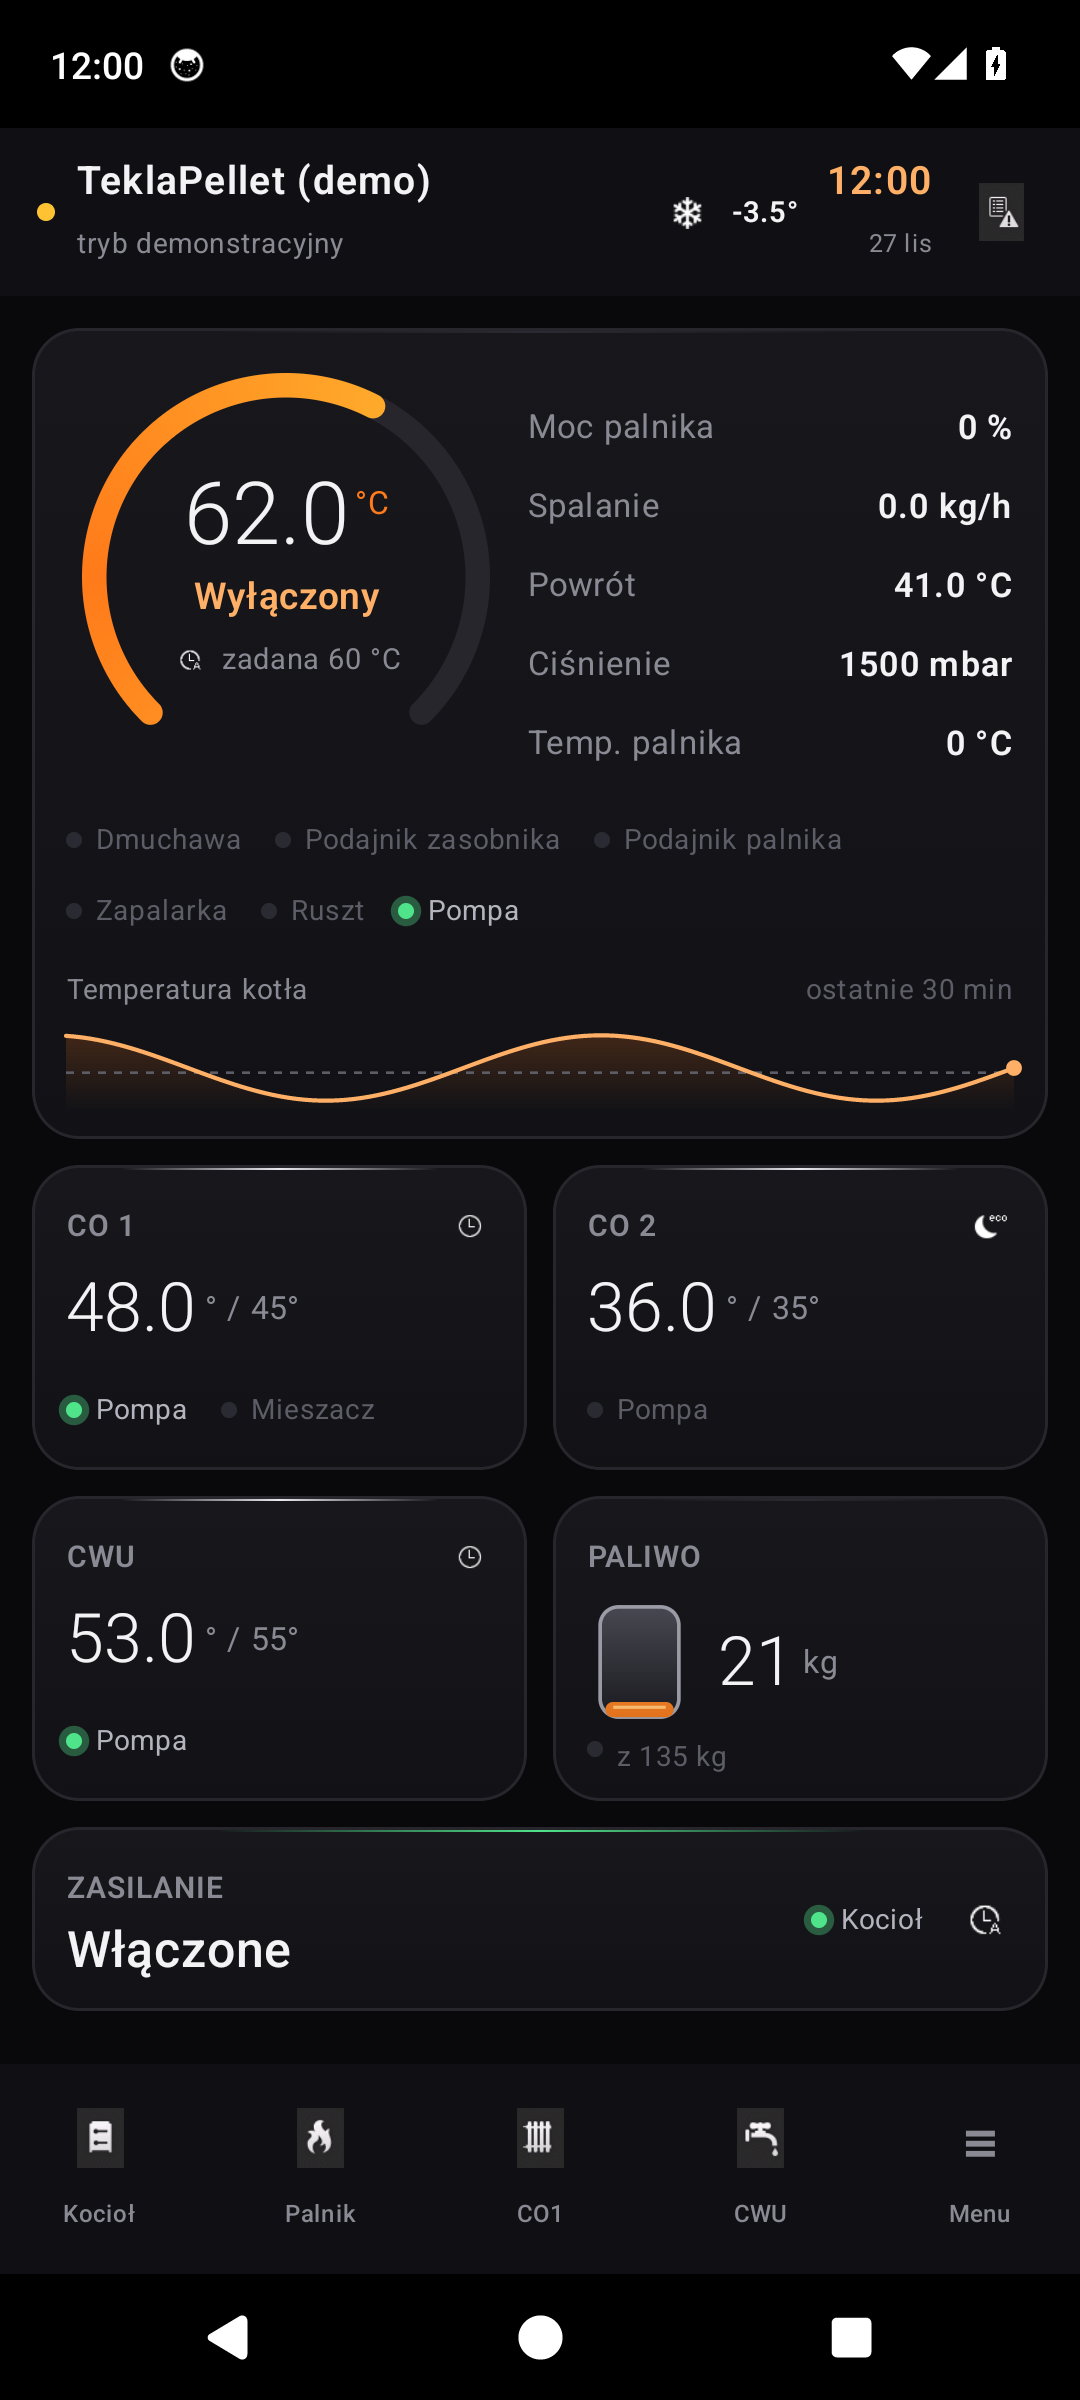 12:00
TeklaPellet (demo)
tryb demonstracyjny
-3.5°
12:00
27 lis
62.0 °C
Wyłączony
zadana 60 °C
Moc palnika 0 %
Spalanie 0.0 kg/h
Powrót 41.0 °C
Ciśnienie 1500 mbar
Temp. palnika 0 °C
Dmuchawa Podajnik zasobnika Podajnik palnika
Zapalarka Ruszt Pompa
Temperatura kotła ostatnie 30 min
CO 1
48.0 ° / 45°
Pompa Mieszacz
CO 2 eco
36.0 ° / 35°
Pompa
CWU
53.0 ° / 55°
Pompa
PALIWO
21 kg
z 135 kg
ZASILANIE
Włączone
Kocioł A
Kocioł Palnik CO1 CWU Menu